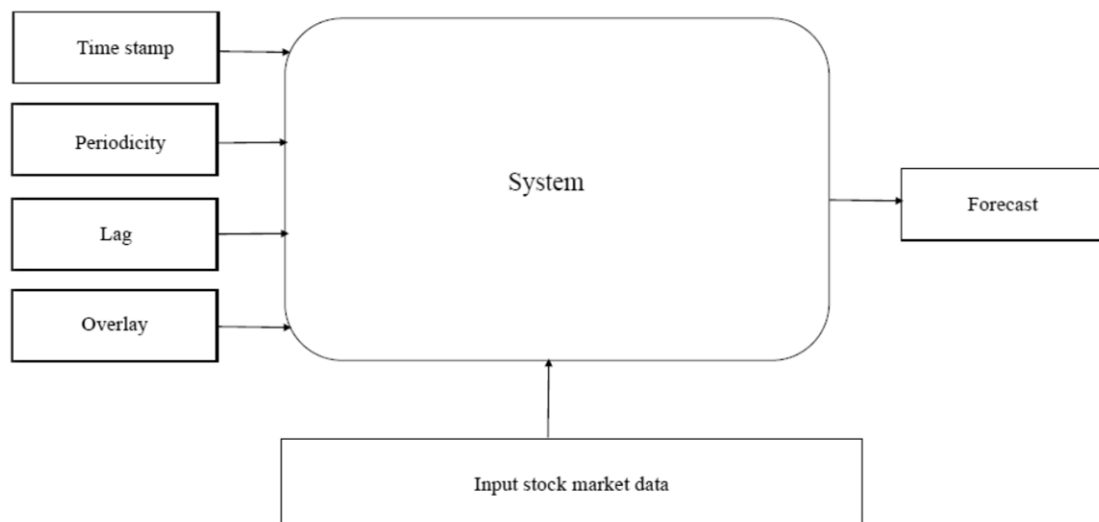 Time stamp
Periodicity
System
Lag
Forecast
Overlay
Input stock market data